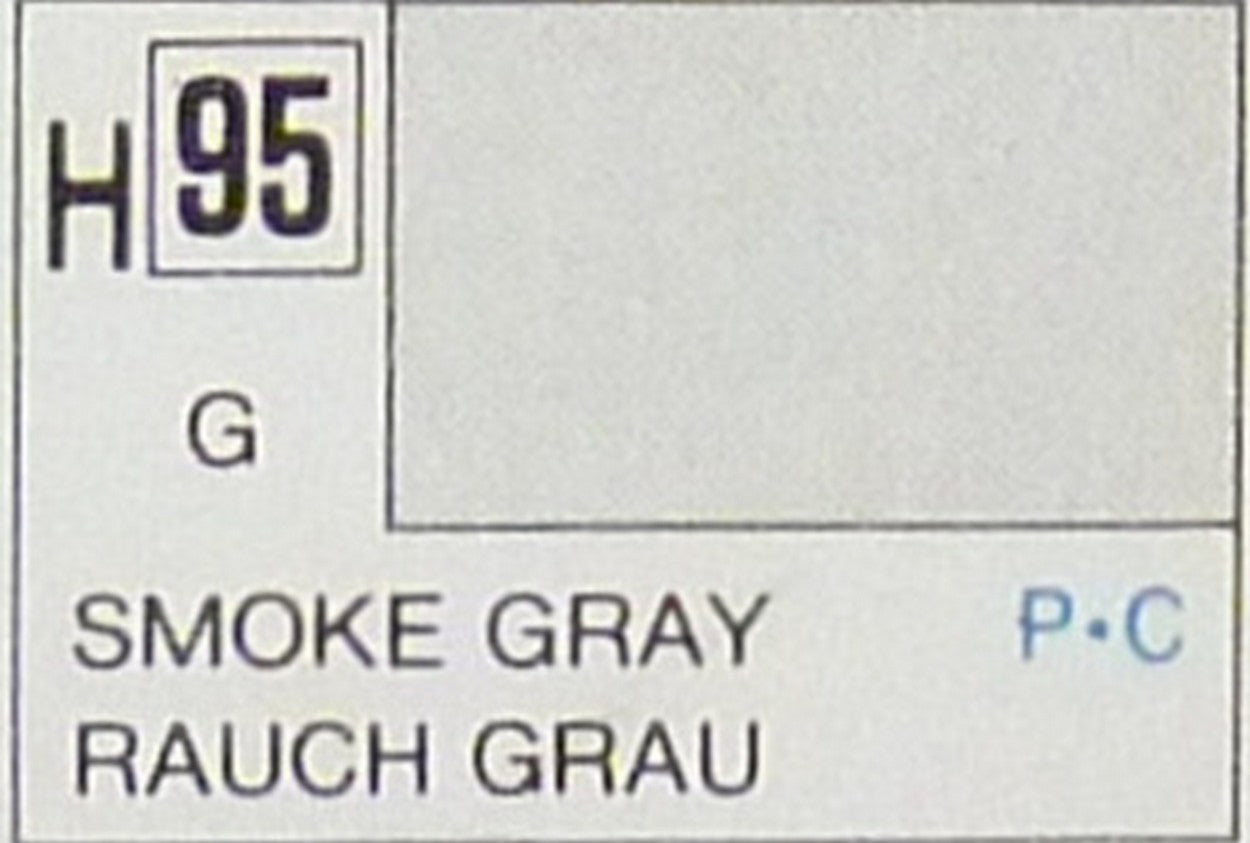 H 95
G
SMOKE GRAY P·C
RAUCH GRAU